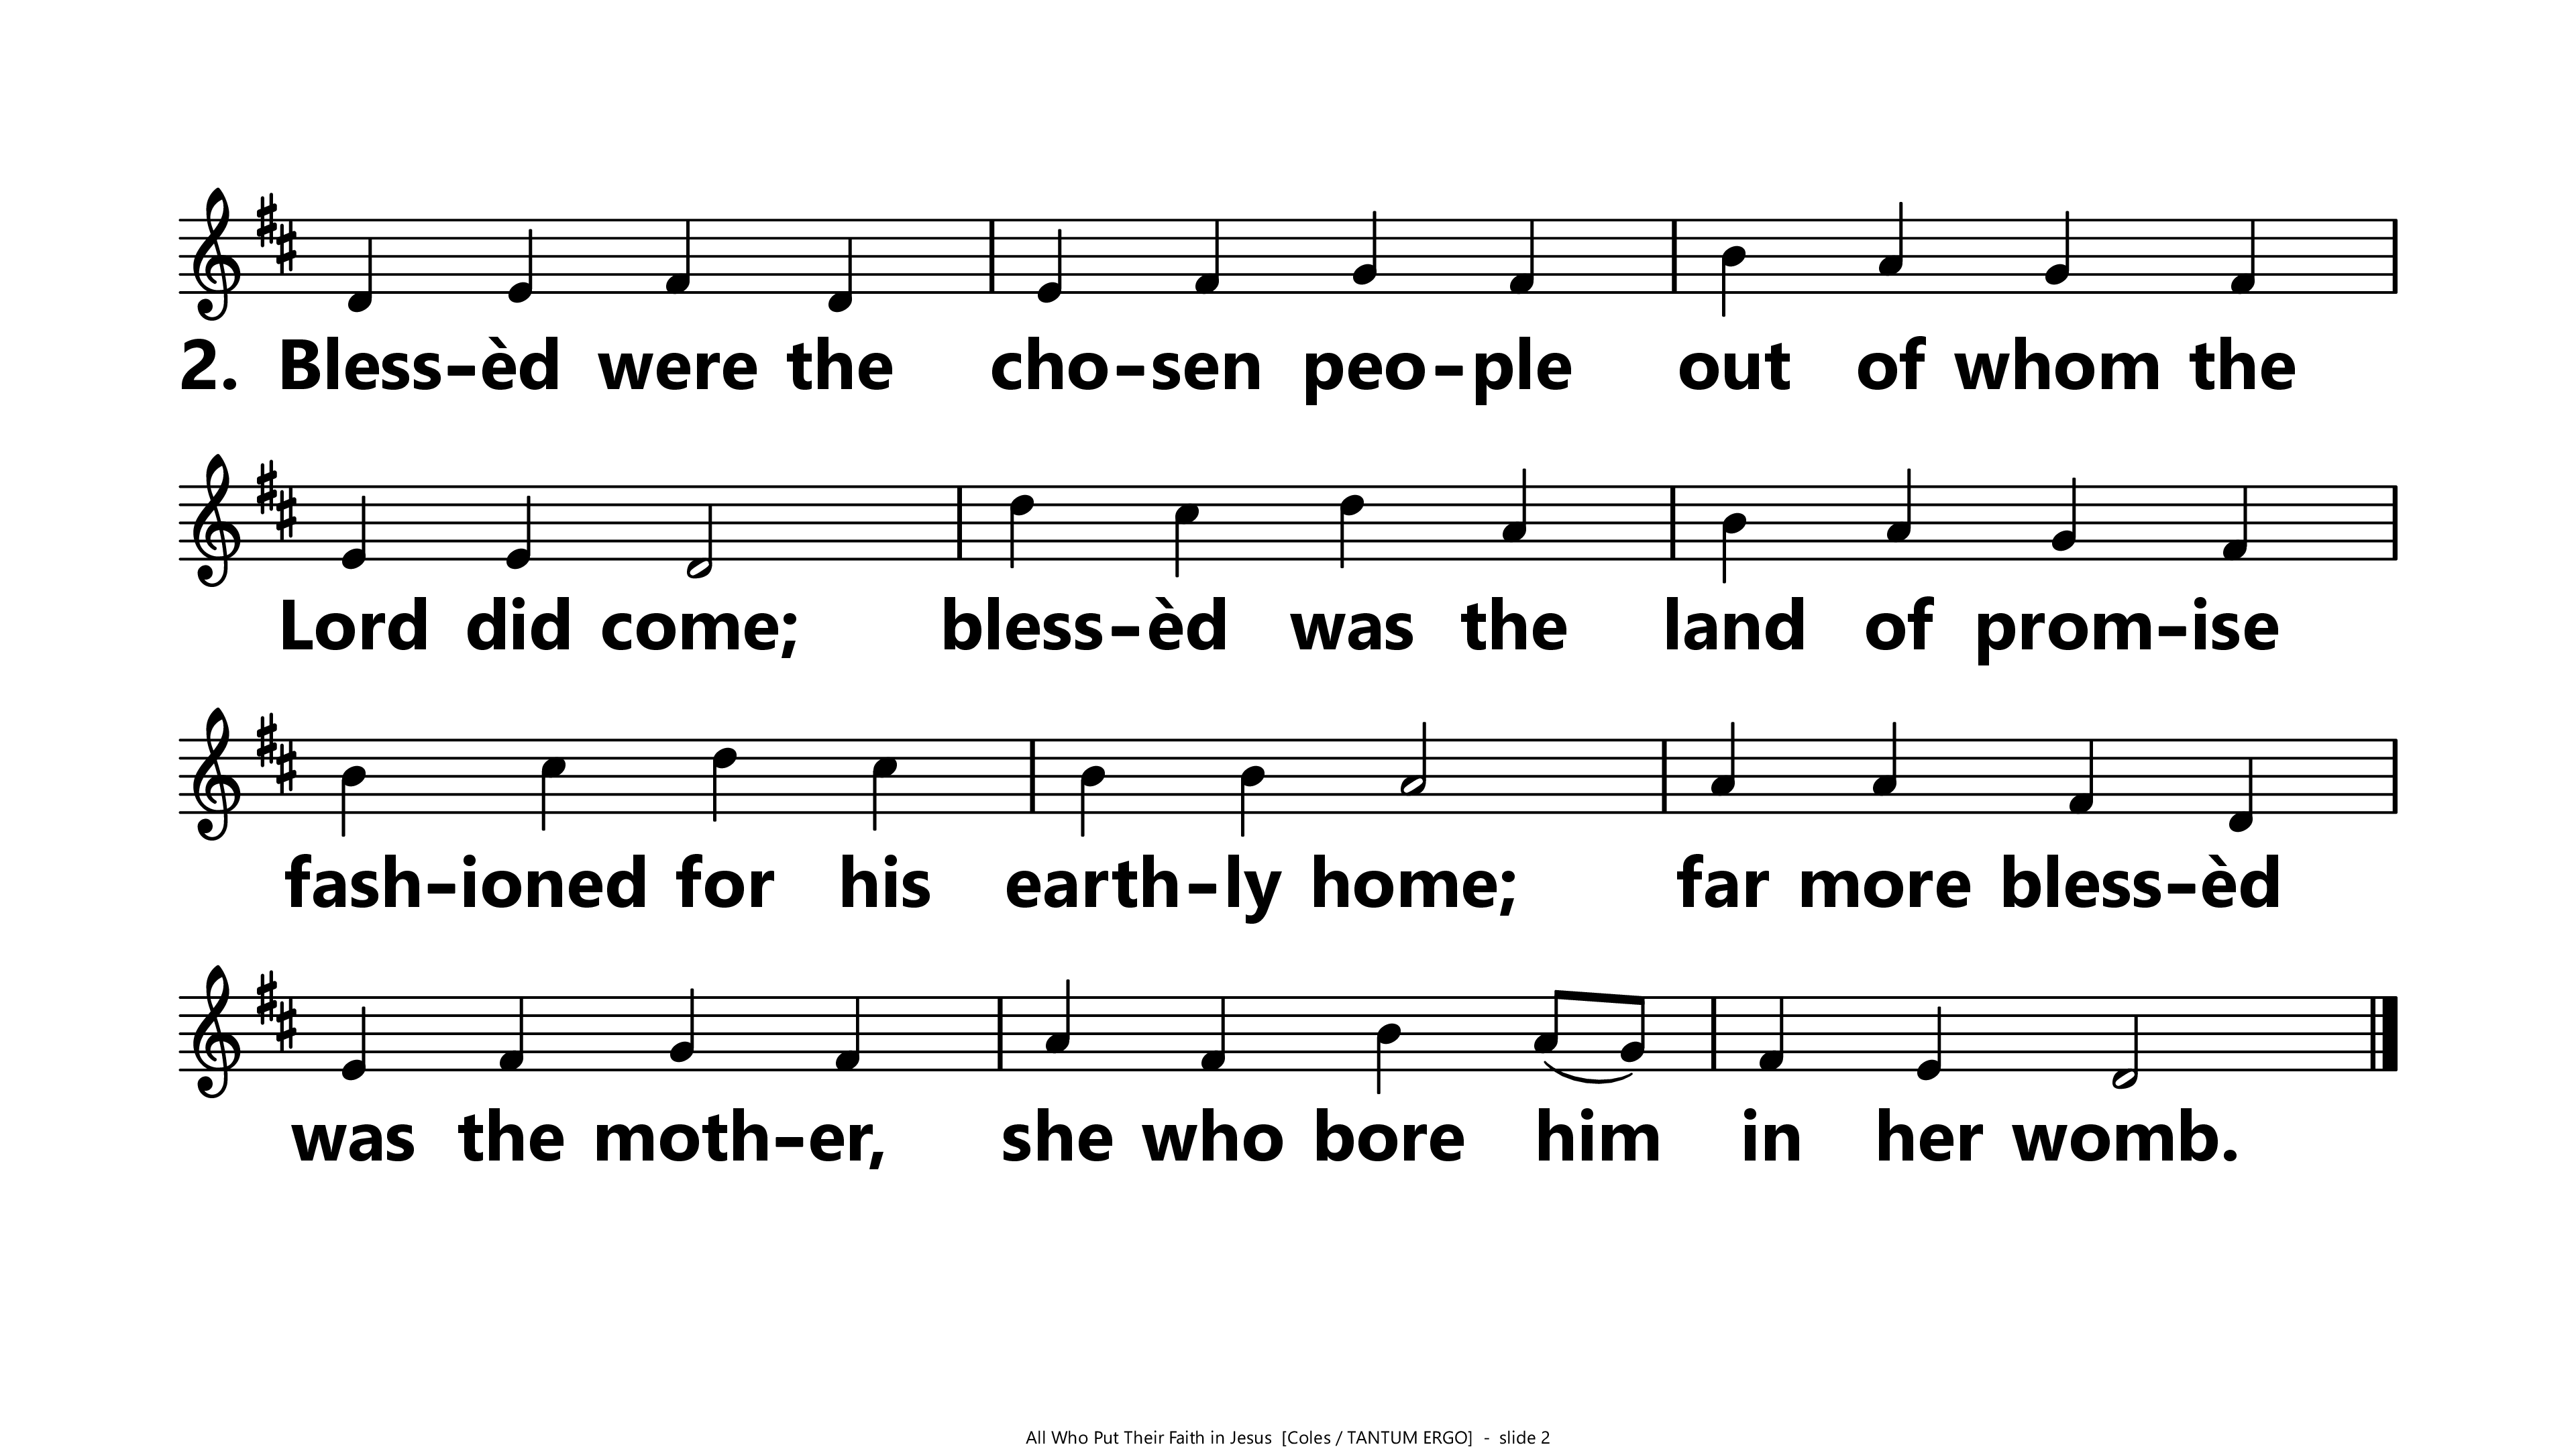 2. Bless-èd were the cho-sen peo-ple out of whom the
Lord did come; bless-èd was the land of prom-ise
fash-ioned for his earth-ly home; far more bless-èd
was the moth-er, she who bore him in her womb.
All Who Put Their Faith in Jesus [Coles / TANTUM ERGO] - slide 2